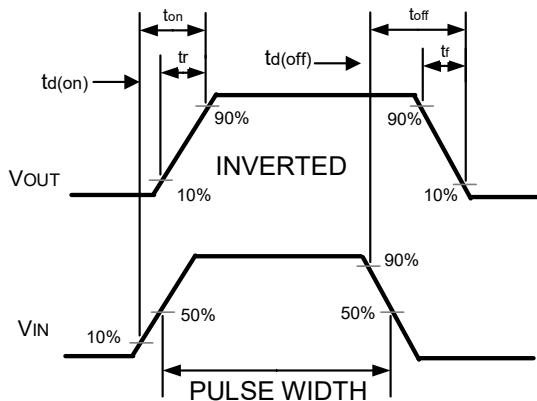 ton
toff
tr
tf
td(on)
td(off)
90%
90%
VOUT
INVERTED
10%
10%
90%
50%
50%
VIN
10%
PULSE WIDTH